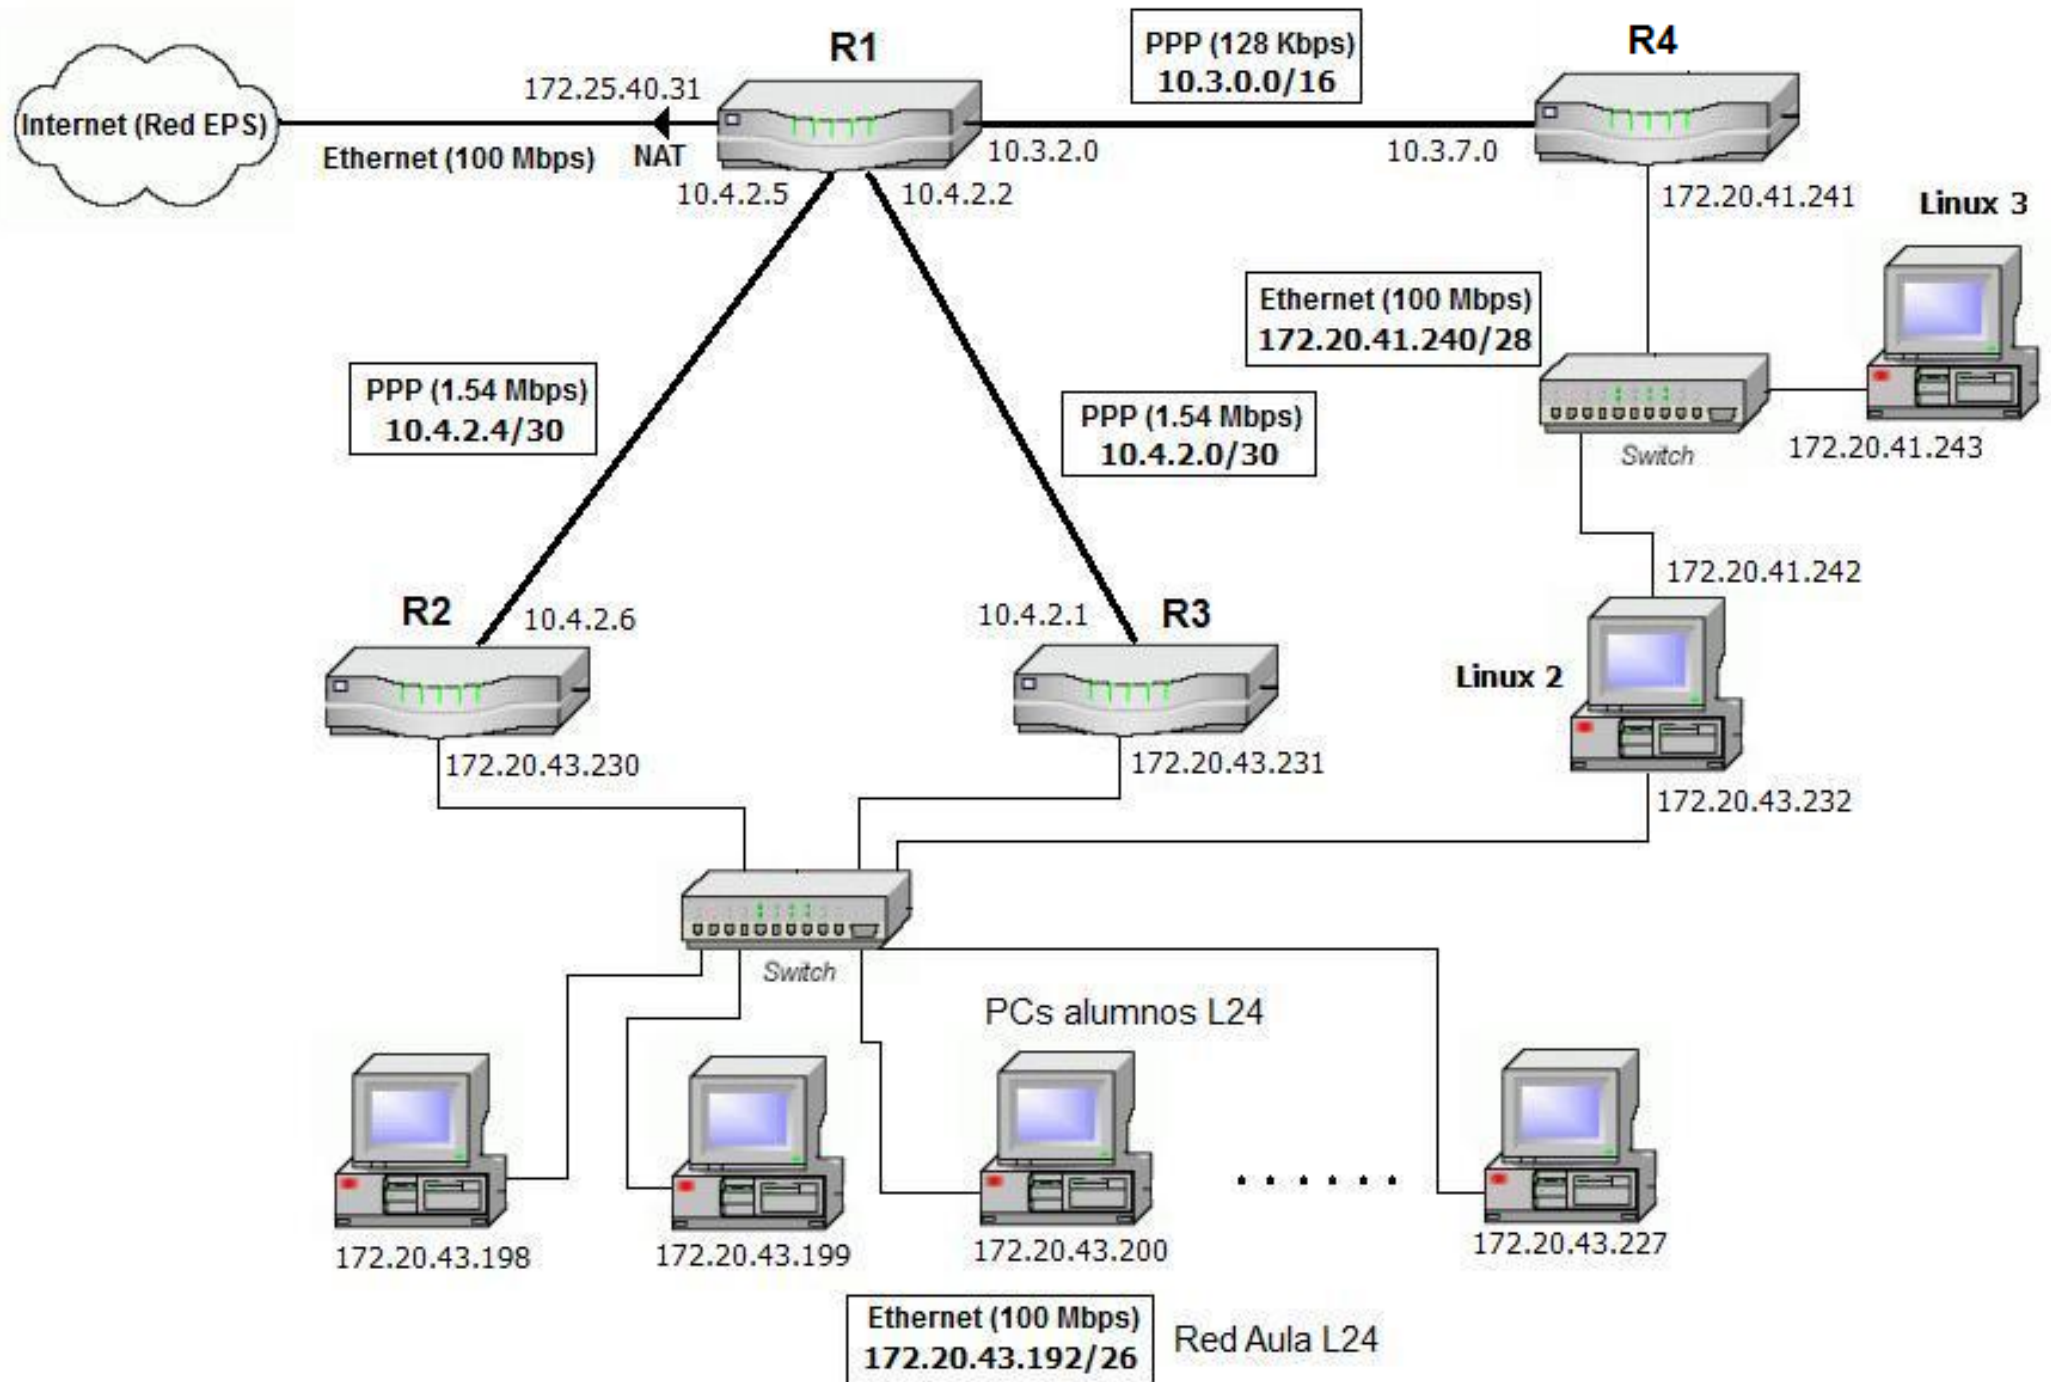 R1
PPP (128 Kbps)
10.3.0.0/16
R4
172.25.40.31
Internet (Red EPS)
Ethernet (100 Mbps)
NAT
10.3.2.0
10.3.7.0
10.4.2.5
10.4.2.2
172.20.41.241
Linux 3
Ethernet (100 Mbps)
172.20.41.240/28
PPP (1.54 Mbps)
10.4.2.4/30
PPP (1.54 Mbps)
10.4.2.0/30
Switch
172.20.41.243
172.20.41.242
R2
10.4.2.6
10.4.2.1
R3
Linux 2
172.20.43.230
172.20.43.231
172.20.43.232
Switch
PCs alumnos L24
172.20.43.198
172.20.43.199
172.20.43.200
172.20.43.227
Ethernet (100 Mbps)
172.20.43.192/26
Red Aula L24